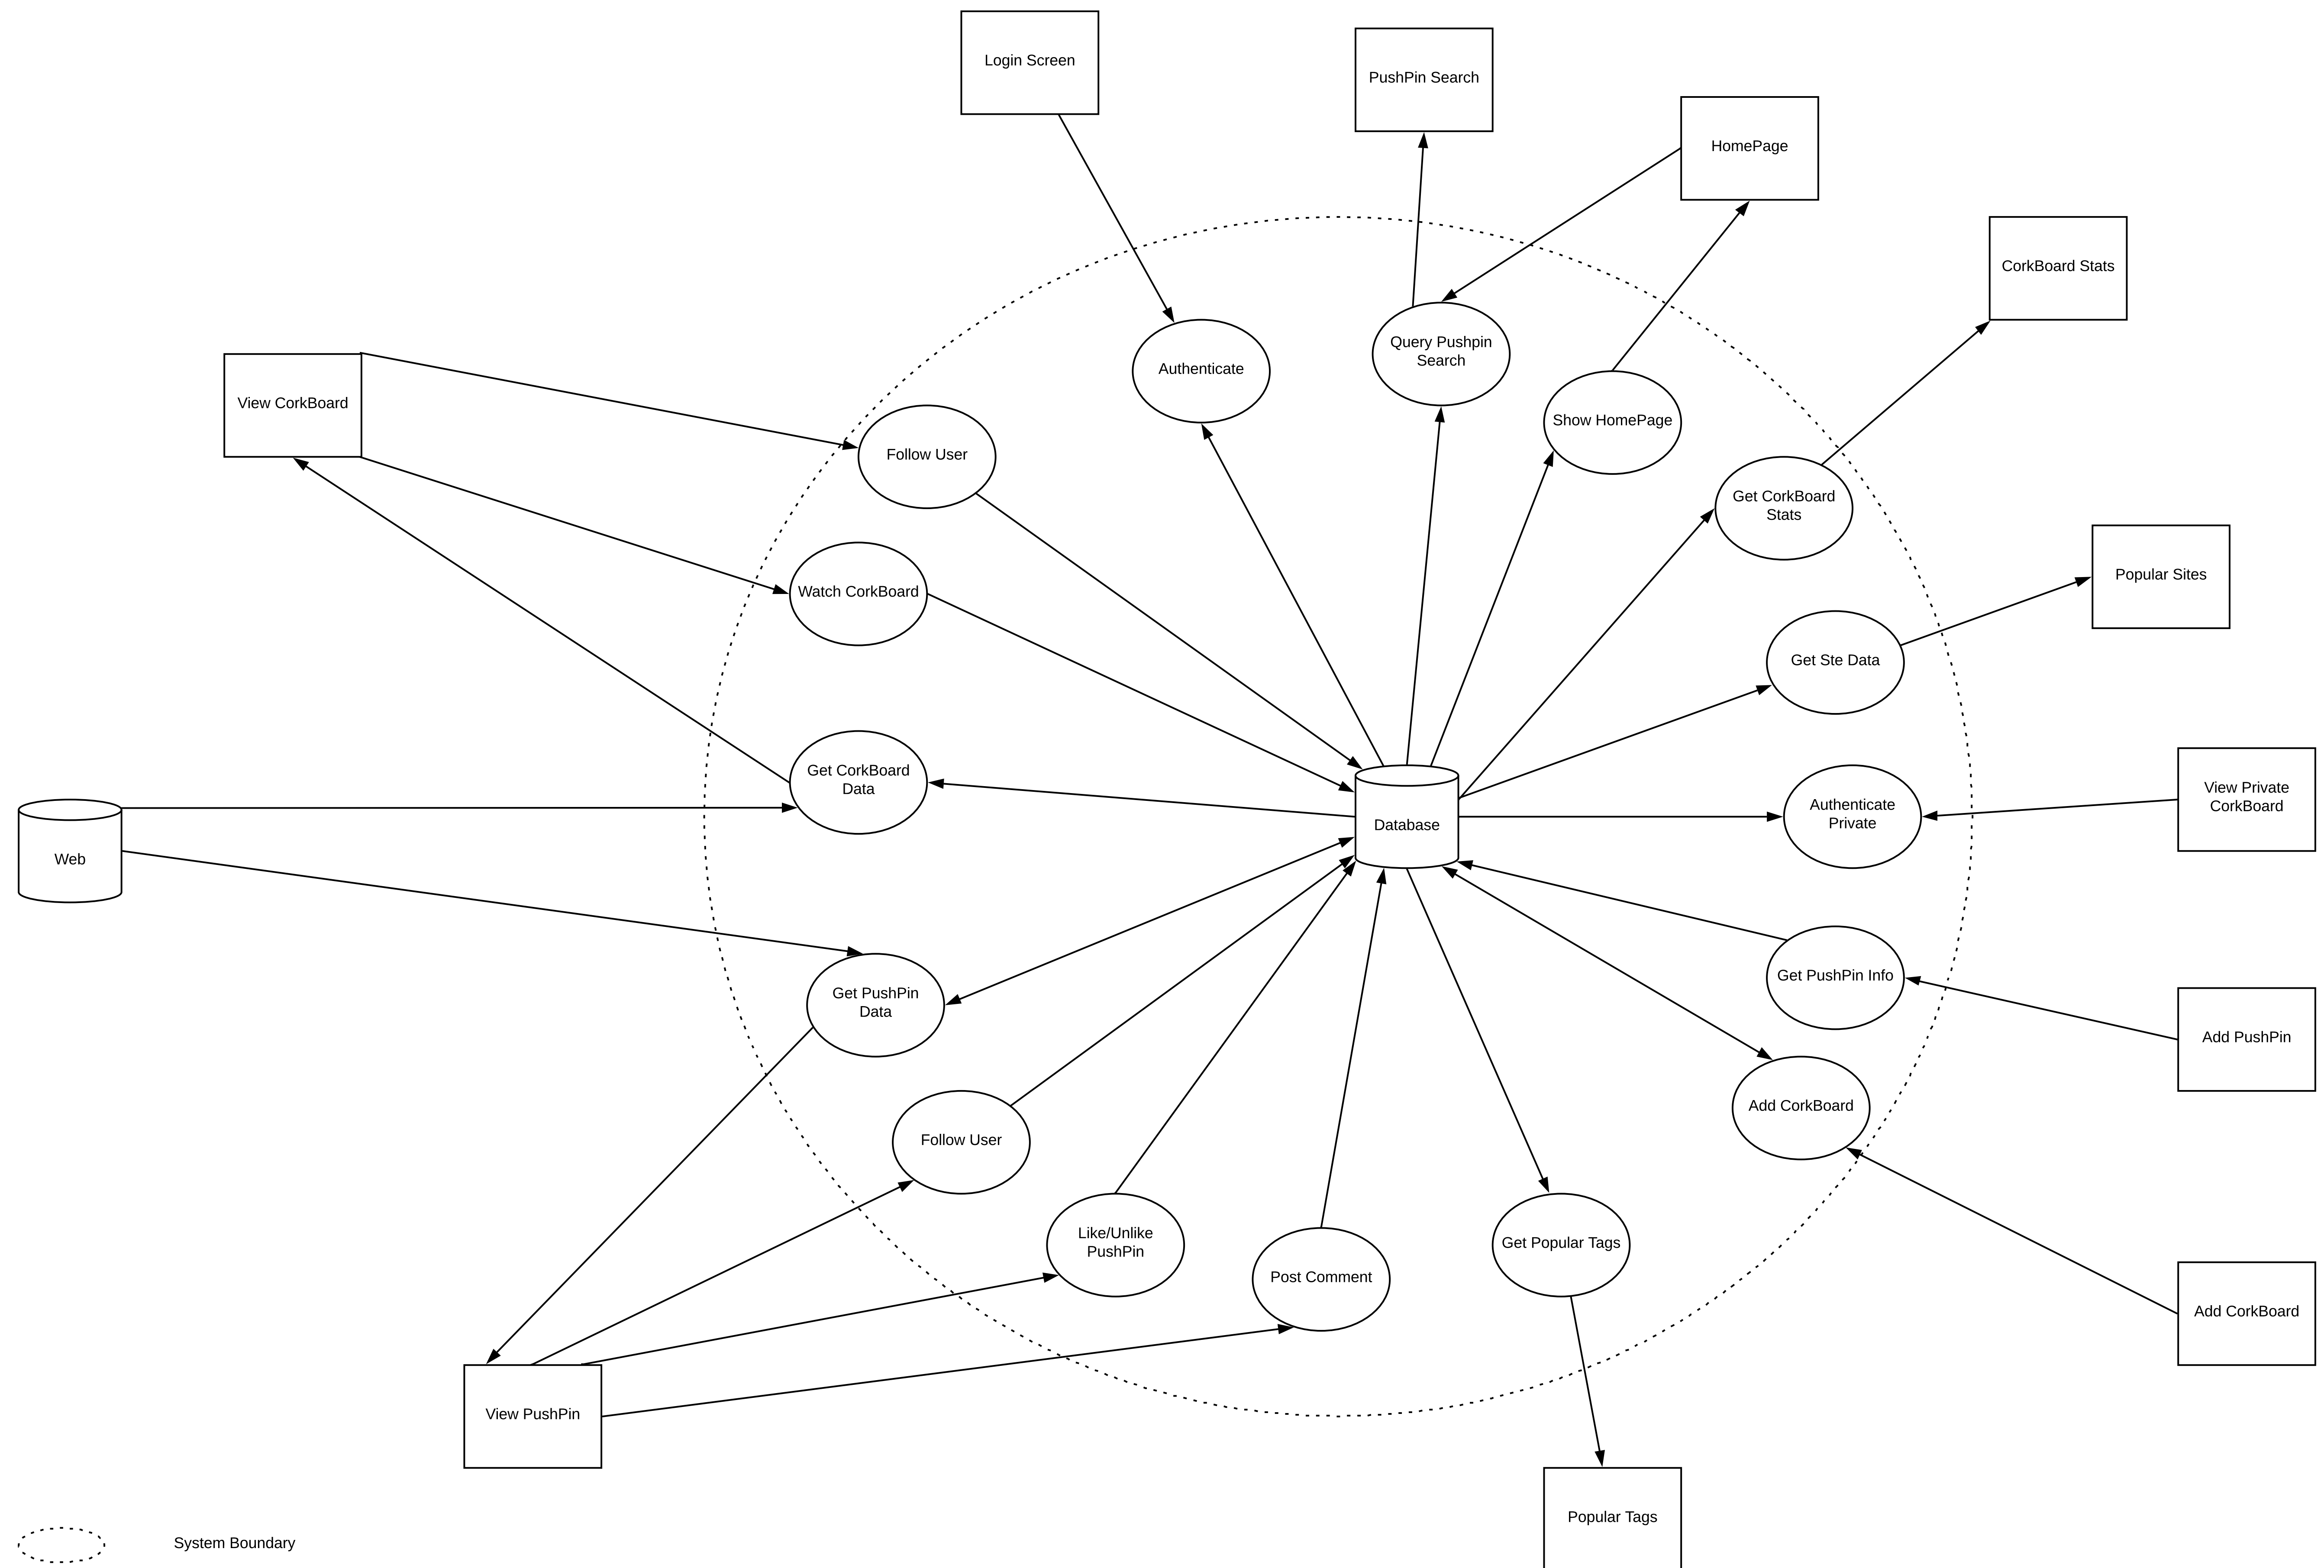 Login Screen
PushPin Search
HomePage
CorkBoard Stats
Query Pushpin
Search
Authenticate
View CorkBoard
Show HomePage
Follow User
Get CorkBoard
Stats
Popular Sites
Watch CorkBoard
Get Ste Data
Get CorkBoard
Data
View Private
CorkBoard
Authenticate
Private
Database
Web
Get PushPin Info
Get PushPin
Data
Add PushPin
Add CorkBoard
Follow User
Like/Unlike
PushPin
Get Popular Tags
Post Comment
Add CorkBoard
View PushPin
Popular Tags
System Boundary